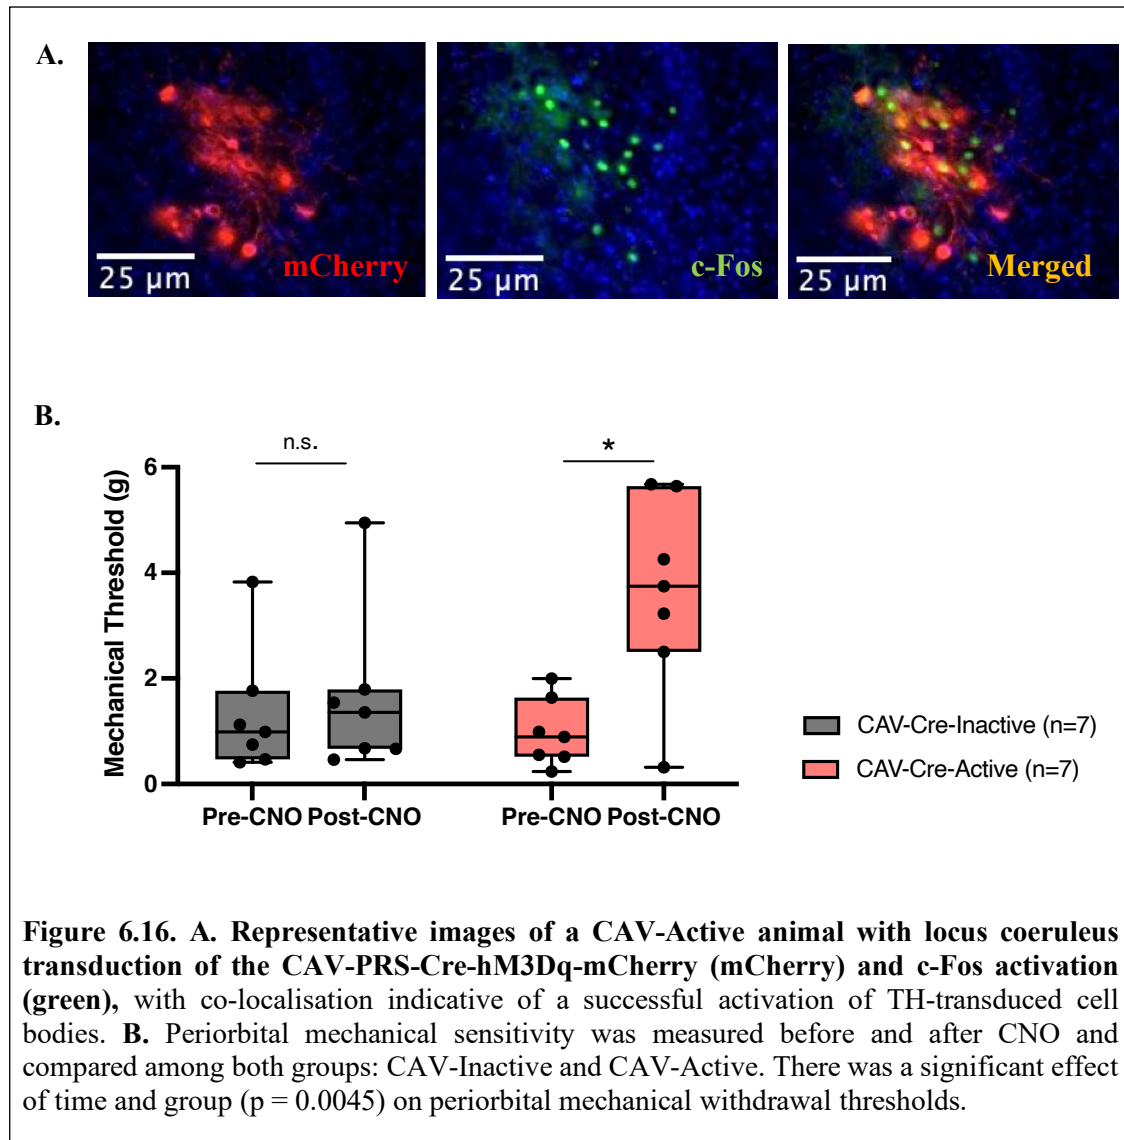 A.
25 µm
mCherry
25 µm
c-Fos
25 µm
Merged
B.
n.s.
*
Mechanical Threshold (g)
6
4
2
0
Pre-CNO Post-CNO
Pre-CNO Post-CNO
CAV-Cre-Inactive (n=7)
CAV-Cre-Active (n=7)
Figure 6.16. A. Representative images of a CAV-Active animal with locus coeruleus
transduction of the CAV-PRS-Cre-hM3Dq-mCherry (mCherry) and c-Fos activation
(green), with co-localisation indicative of a successful activation of TH-transduced cell
bodies. B. Periorbital mechanical sensitivity was measured before and after CNO and
compared among both groups: CAV-Inactive and CAV-Active. There was a significant effect
of time and group (p = 0.0045) on periorbital mechanical withdrawal thresholds.